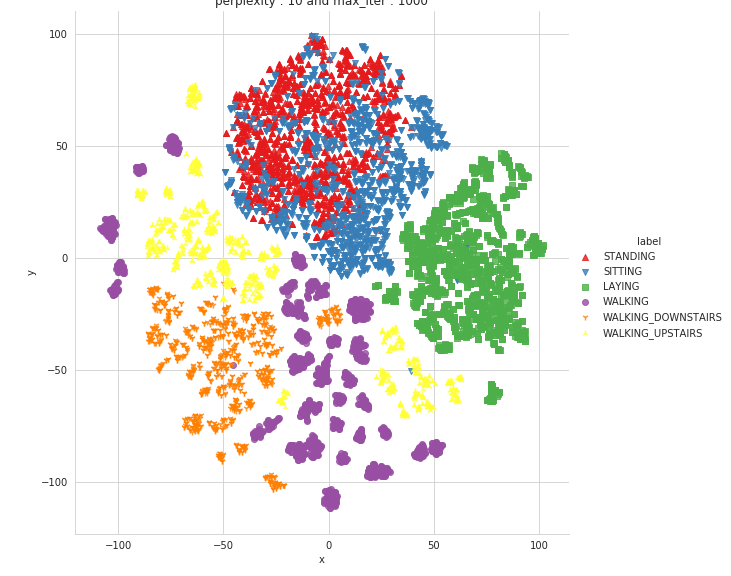 perplexity : 10 and max_iter : 1000
100
50
0
−50
−100
y
−100
−50
0
50
100
x
label
STANDING
SITTING
LAYING
WALKING
WALKING_DOWNSTAIRS
WALKING_UPSTAIRS